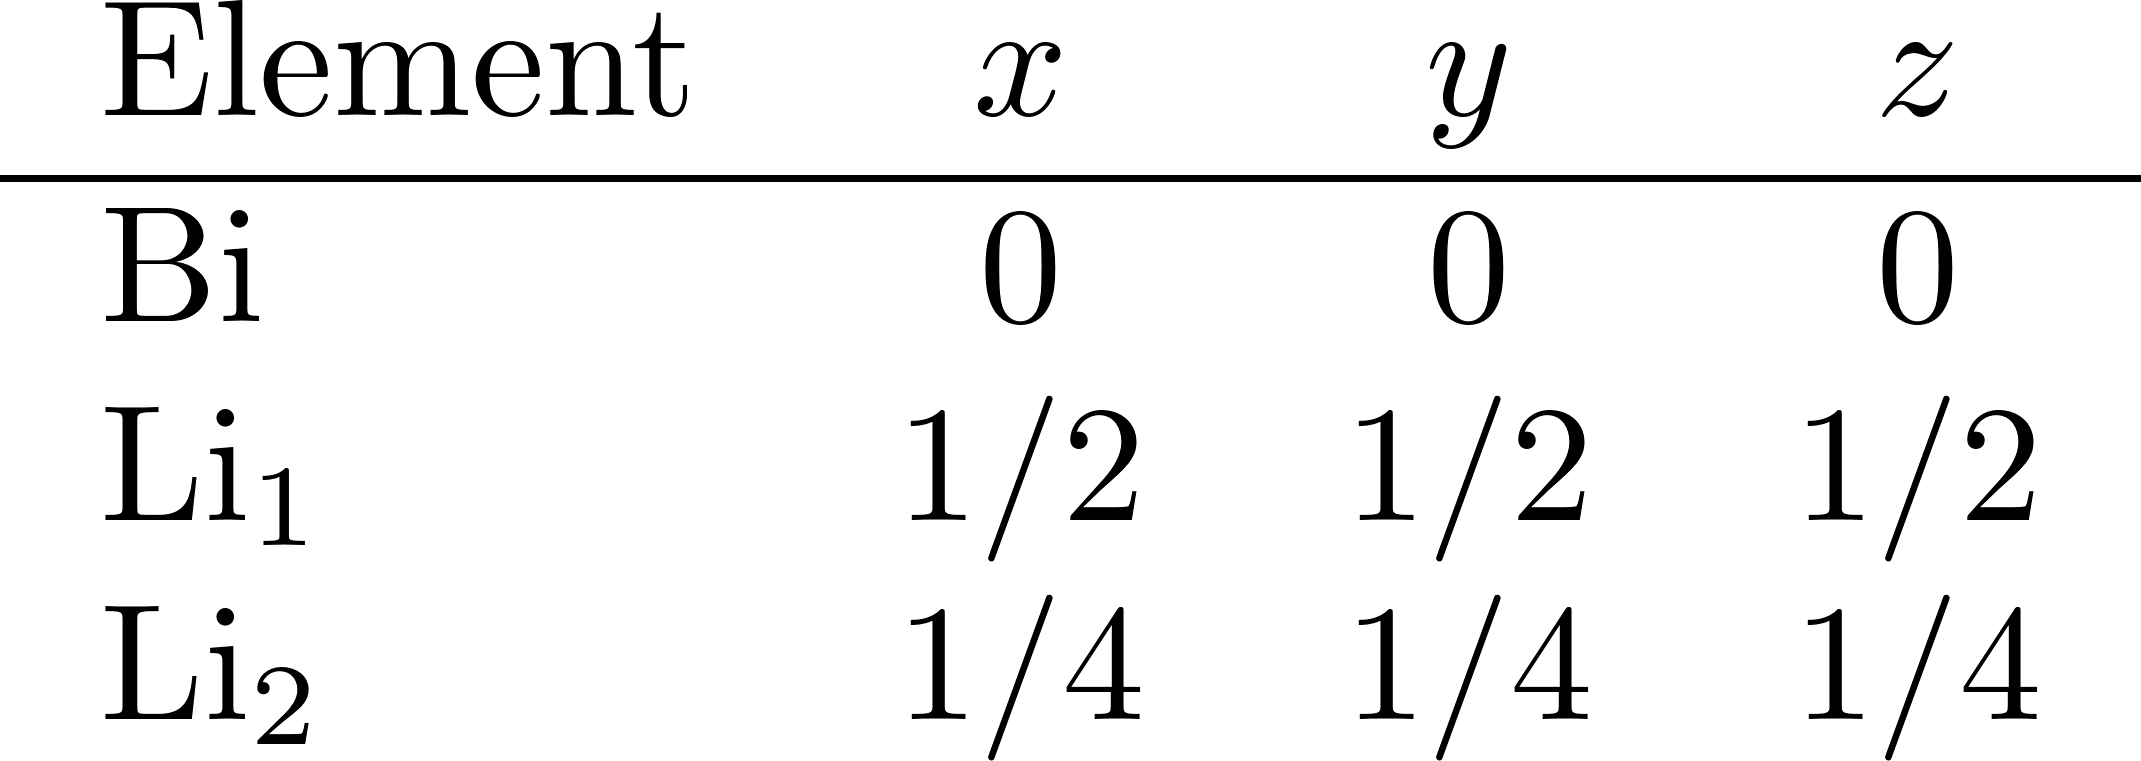 Element x y z
Bi 0 0 0
Li₁ 1/2 1/2 1/2
Li₂ 1/4 1/4 1/4